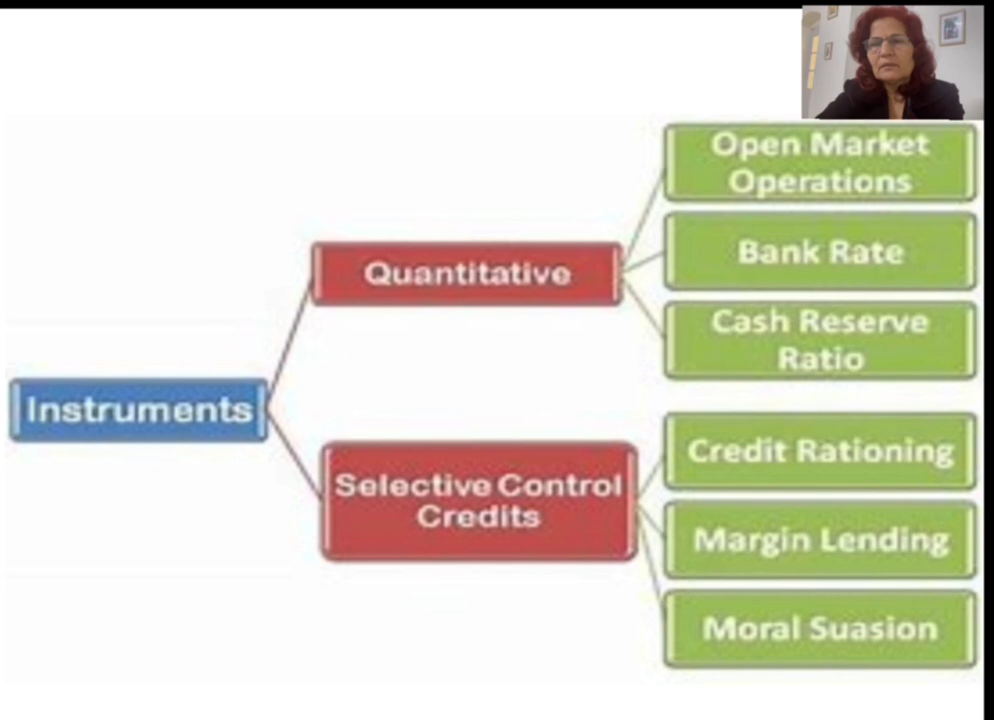 Instruments
Quantitative
Open Market
Operations
Bank Rate
Cash Reserve
Ratio
Selective Control
Credits
Credit Rationing
Margin Lending
Moral Suasion